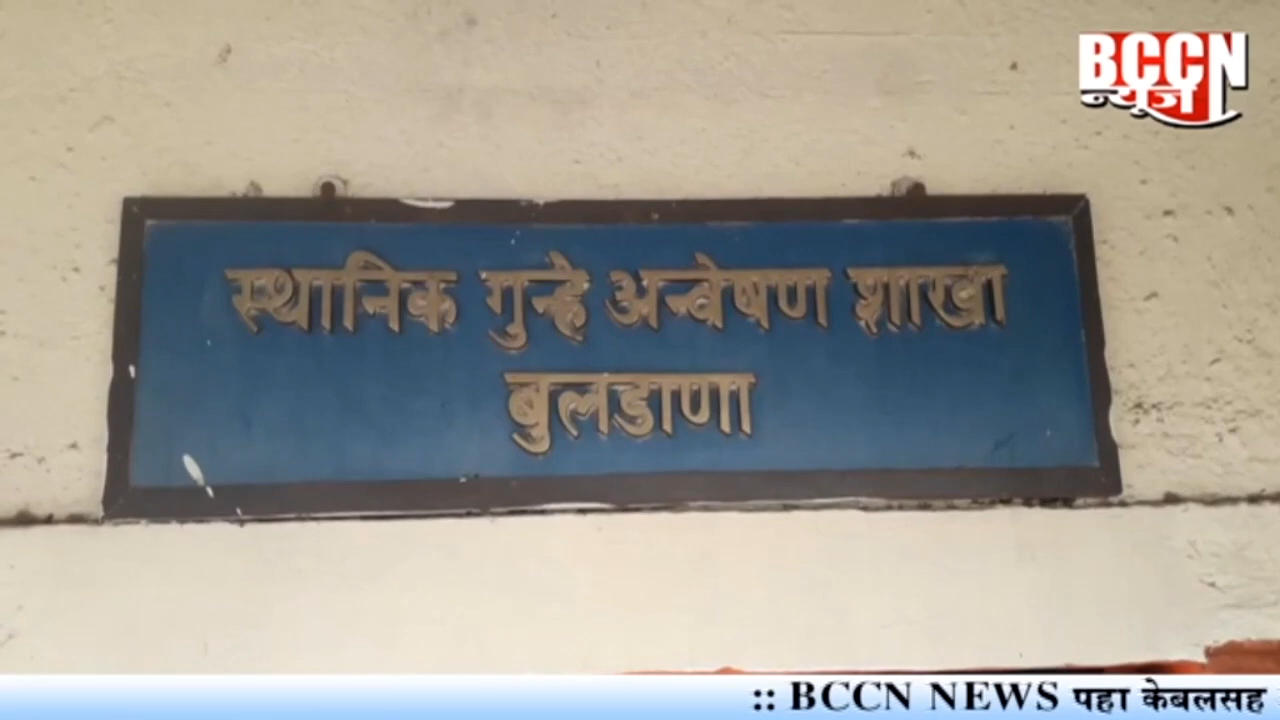 BCCN
न्यूज
स्थानिक गुन्हे अन्वेषण शाखा
बुलडाणा
:: BCCN NEWS पहा केबलसह